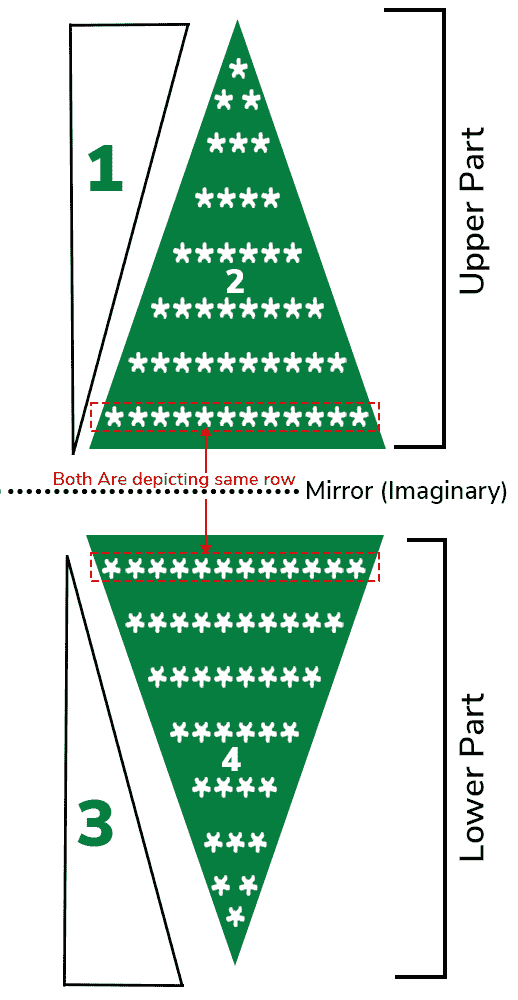 1
Upper Part
2
Both Are depicting same row
Mirror (Imaginary)
4
3
Lower Part